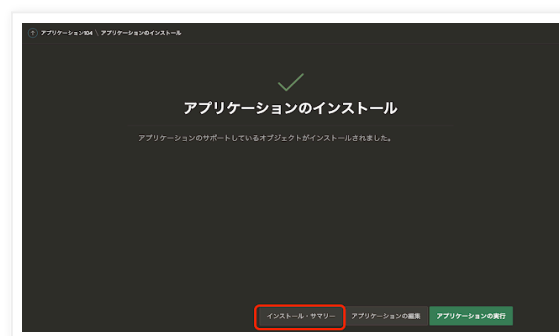 アプリケーション104 \ アプリケーションのインストール
アプリケーションのインストール
アプリケーションのサポートしているオブジェクトがインストールされました。
インストール・サマリー
アプリケーションの編集
アプリケーションの実行